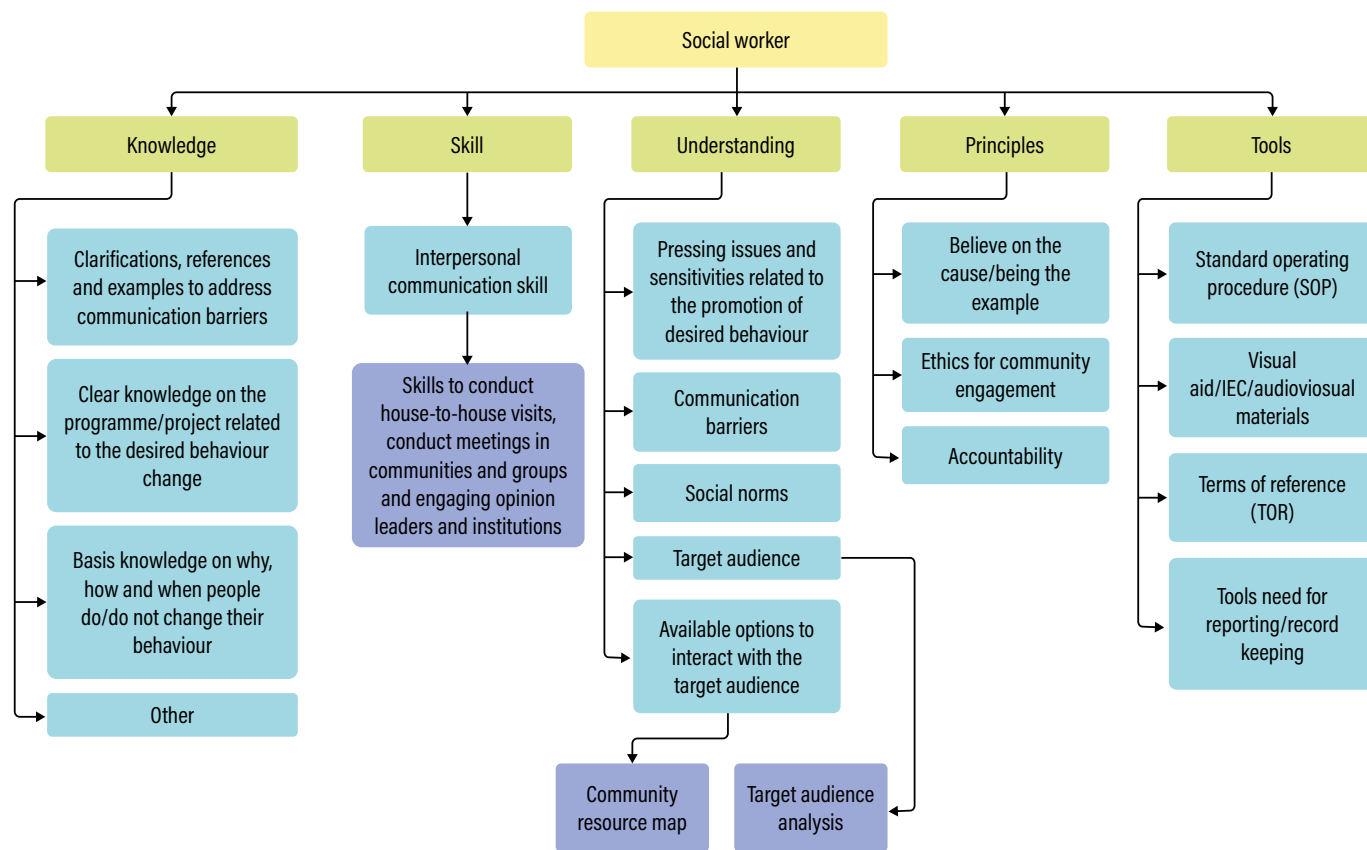 Social worker
Knowledge
Skill
Understanding
Principles
Tools
Clarifications, references
and examples to address
communication barriers
Clear knowledge on the
programme/project related
to the desired behaviour
change
Basis knowledge on why,
how and when people
do/do not change their
behaviour
Other
Interpersonal
communication skill
Skills to conduct
house-to-house visits,
conduct meetings in
communities and groups
and engaging opinion
leaders and institutions
Pressing issues and
sensitivities related to
the promotion of
desired behaviour
Communication
barriers
Social norms
Target audience
Available options to
interact with the
target audience
Community
resource map
Target audience
analysis
Believe on the
cause/being the
example
Ethics for community
engagement
Accountability
Standard operating
procedure (SOP)
Visual
aid/IEC/audioviosual
materials
Terms of reference
(TOR)
Tools need for
reporting/record
keeping